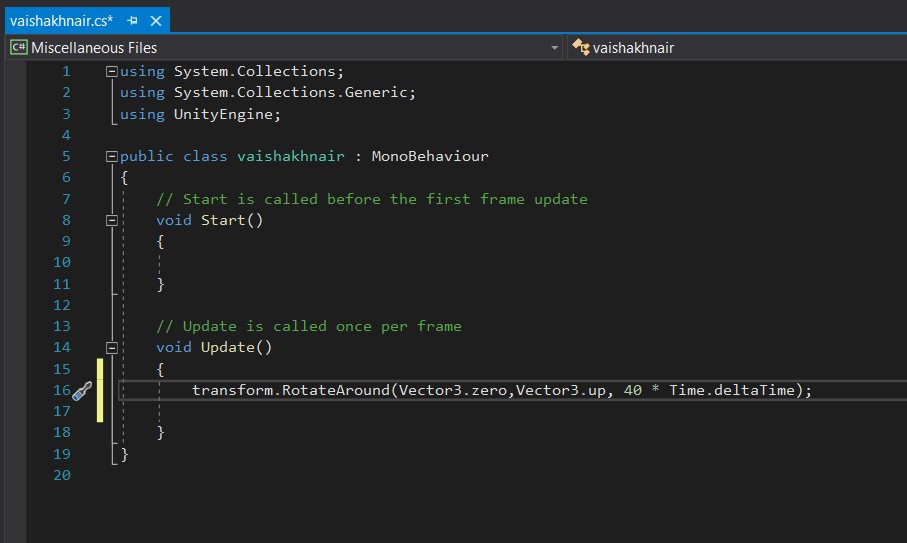 vaishakhnair.cs*
C# Miscellaneous Files vaishakhnair
1 using System.Collections;
2 using System.Collections.Generic;
3 using UnityEngine;
4
5 public class vaishakhnair : MonoBehaviour
6 {
7 // Start is called before the first frame update
8 void Start()
9 {
10
11 }
12
13 // Update is called once per frame
14 void Update()
15 {
16 transform.RotateAround(Vector3.zero,Vector3.up, 40 * Time.deltaTime);
17
18 }
19 }
20